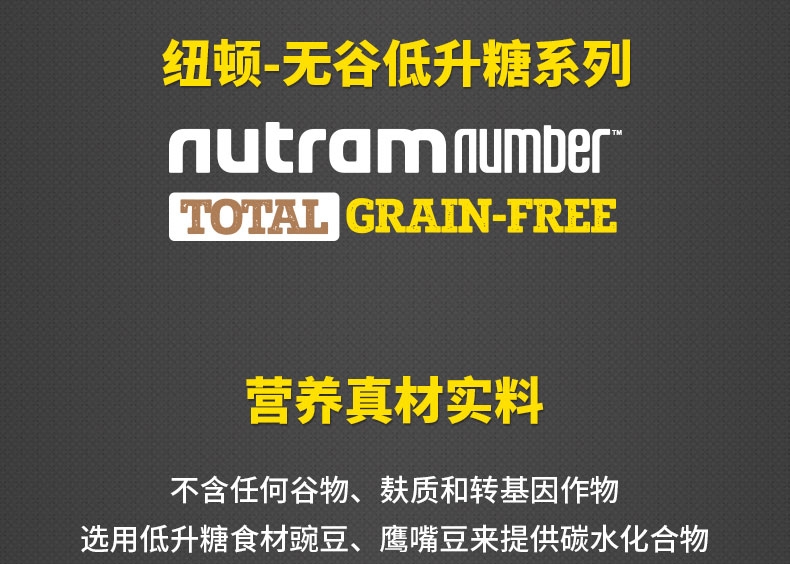 纽顿-无谷低升糖系列
nutram number™
TOTAL GRAIN-FREE
营养真材实料
不含任何谷物、麸质和转基因作物
选用低升糖食材豌豆、鹰嘴豆来提供碳水化合物